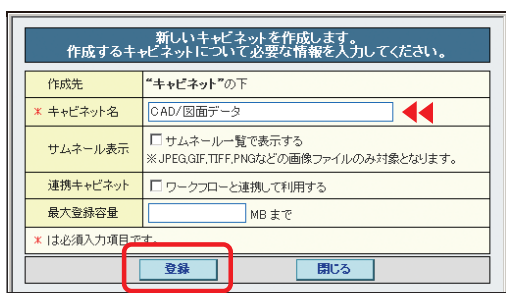 新しいキャビネットを作成します。
作成するキャビネットについて必要な情報を入力してください。
作成先 "キャビネット"の下
* キャビネット名 CAD/図面データ
サムネール表示 サムネール一覧で表示する
※JPEG,GIF,TIFF,PNGなどの画像ファイルのみ対象となります。
連携キャビネット ワークフローと連携して利用する
最大登録容量 MB まで
* は必須入力項目です。
登録 閉じる